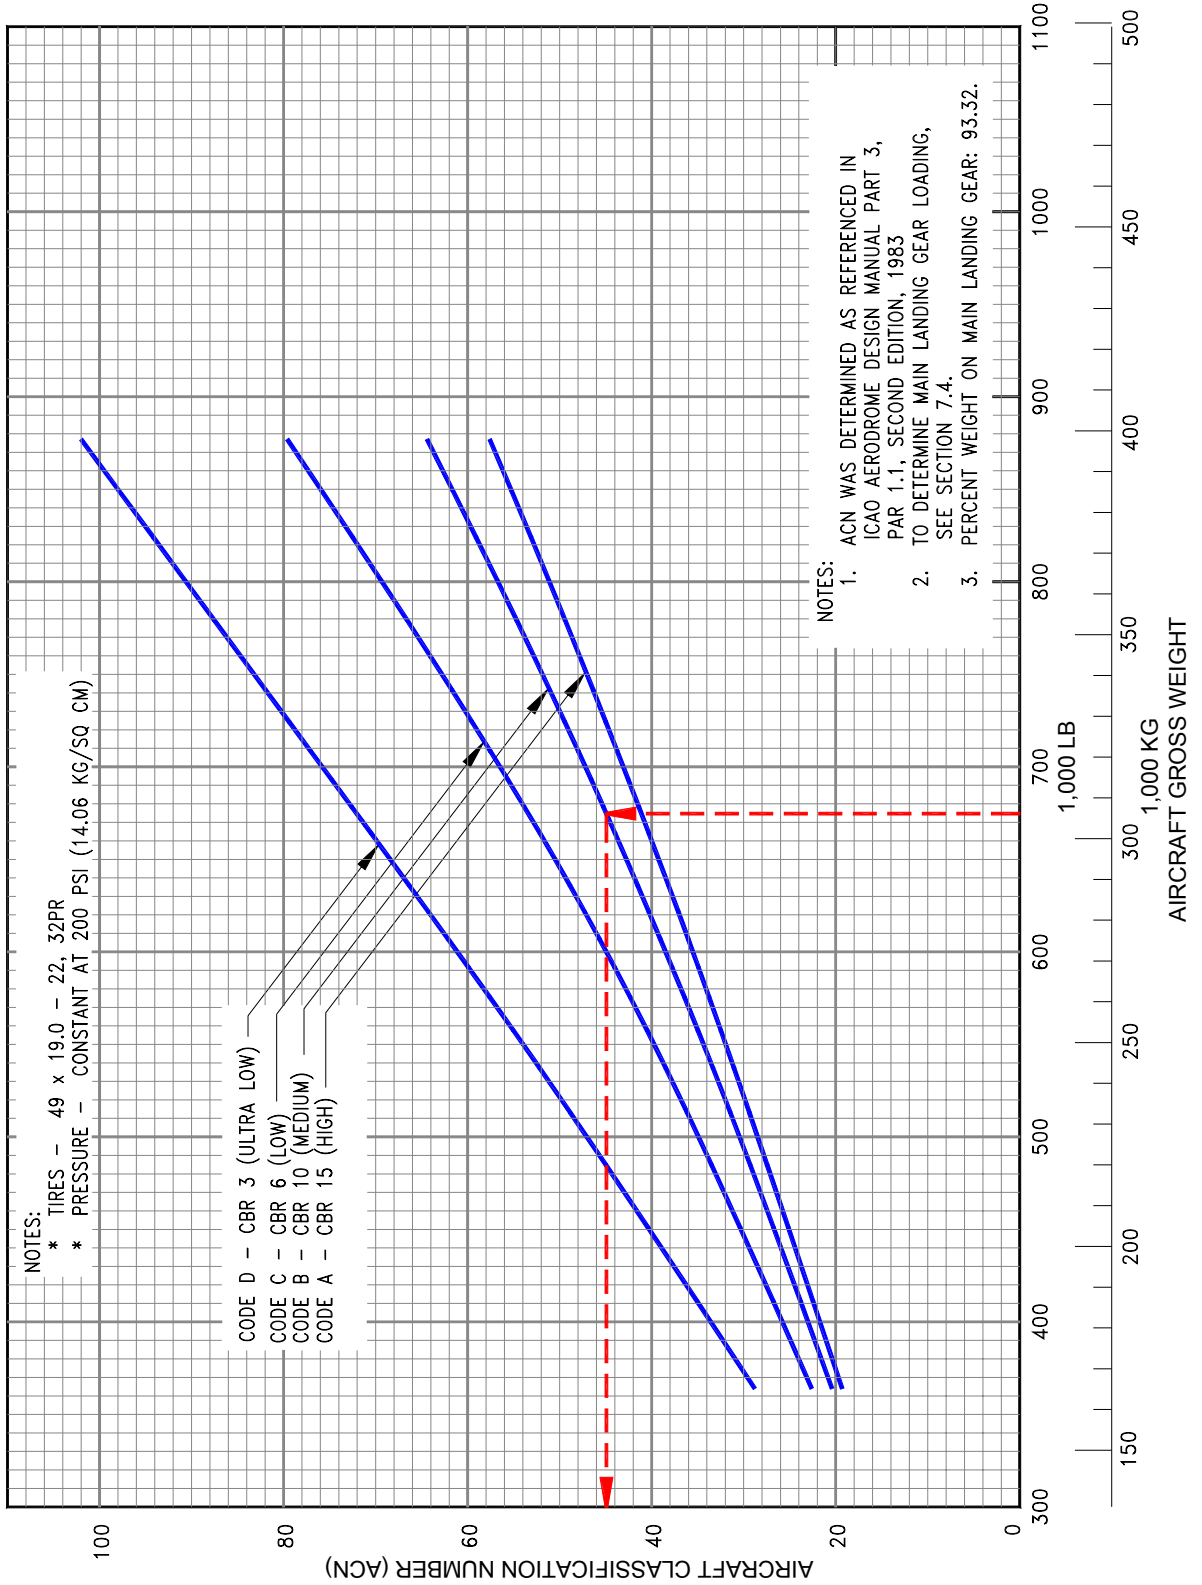 NOTES:
* TIRES - 49 x 19.0 - 22, 32PR
* PRESSURE - CONSTANT AT 200 PSI (14.06 KG/SQ CM)
CODE D - CBR 3 (ULTRA LOW)
CODE C - CBR 6 (LOW)
CODE B - CBR 10 (MEDIUM)
CODE A - CBR 15 (HIGH)
AIRCRAFT CLASSIFICATION NUMBER (ACN)
100
80
60
40
20
0
NOTES:
1. ACN WAS DETERMINED AS REFERENCED IN
ICAO AERODROME DESIGN MANUAL PART 3,
PAR 1.1, SECOND EDITION, 1983
2. TO DETERMINE MAIN LANDING GEAR LOADING,
SEE SECTION 7.4.
3. PERCENT WEIGHT ON MAIN LANDING GEAR: 93.32.
300 400 500 600 700 800 900 1000 1100
1,000 LB
150 200 250 300 350 400 450 500
1,000 KG
AIRCRAFT GROSS WEIGHT